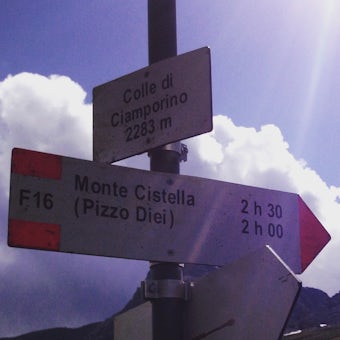 Colle di
Ciamporino
2283 m
F16 Monte Cistella 2 h 30
(Pizzo Diei) 2 h 00